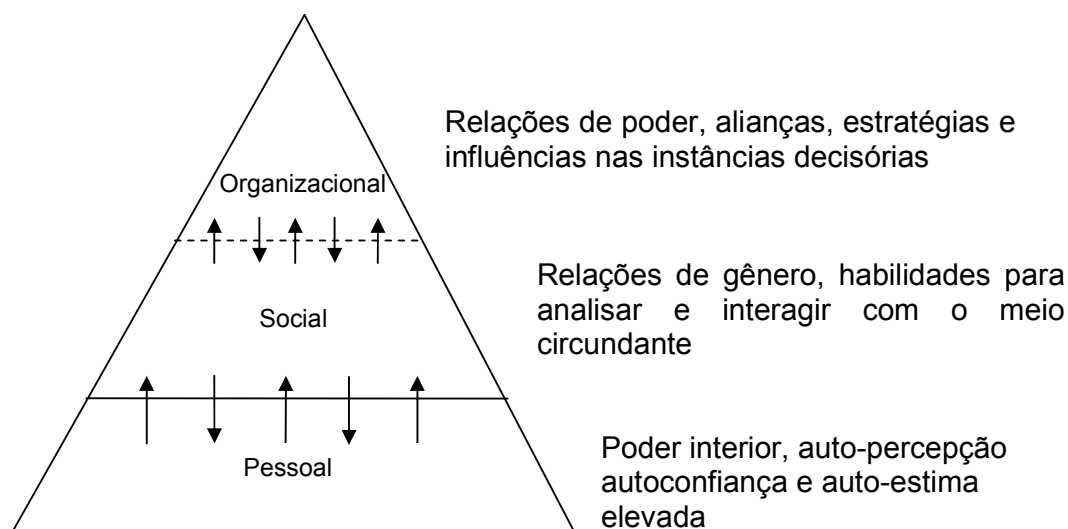 Relações de poder, alianças, estratégias e
influências nas instâncias decisórias
Organizacional
Relações de gênero, habilidades para
analisar e interagir com o meio
circundante
Social
Poder interior, auto-percepção
autoconfiança e auto-estima
elevada
Pessoal